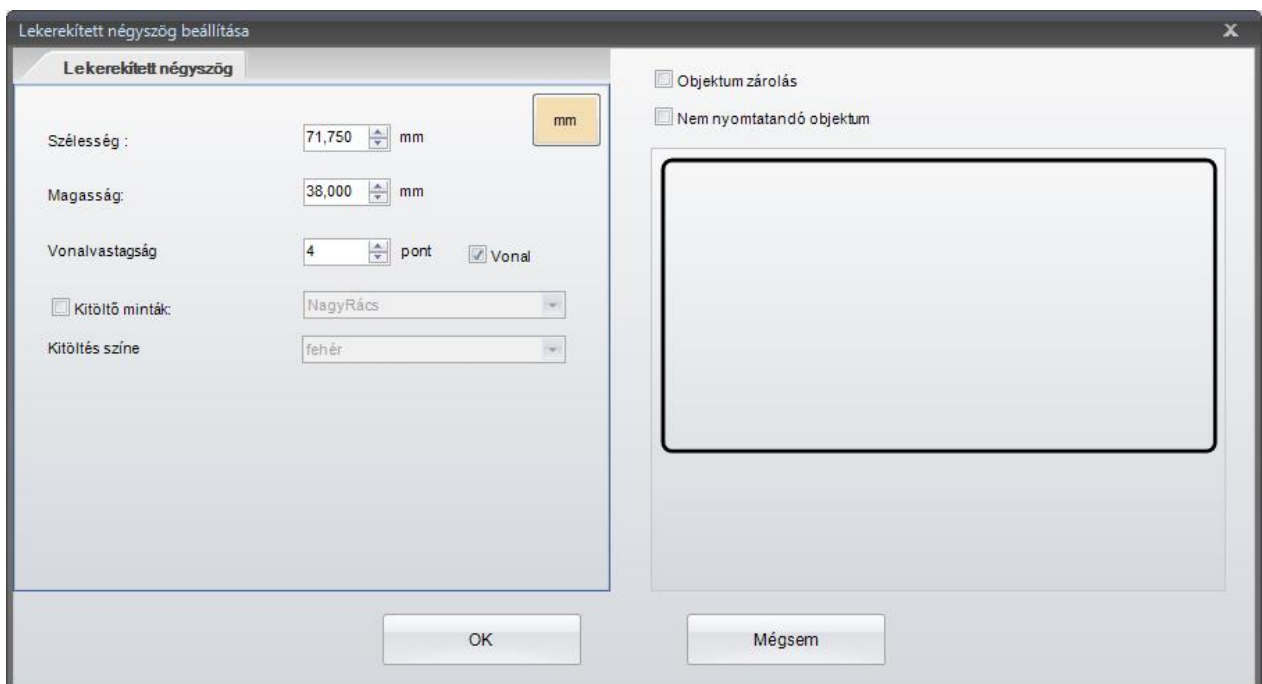 Lekerekített négyszög beállítása X
Lekerekített négyszög
mm
Szélesség : 71,750 mm
Magasság: 38,000 mm
Vonalvastagság 4 pont Vonal
Kitöltő minták: NagyRács
Kitöltés színe fehér
Objektum zárolás
Nem nyomtatandó objektum
OK Mégsem